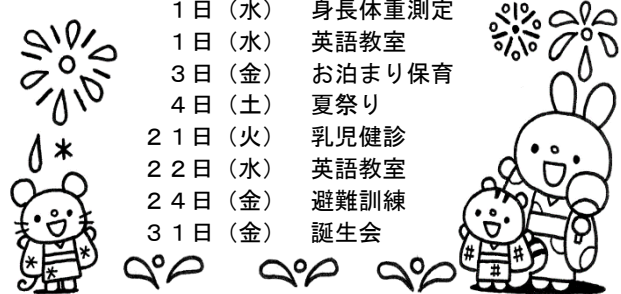 １日（水） 身長体重測定
１日（水） 英語教室
３日（金） お泊まり保育
４日（土） 夏祭り
２１日（火） 乳児健診
２２日（水） 英語教室
２４日（金） 避難訓練
３１日（金） 誕生会